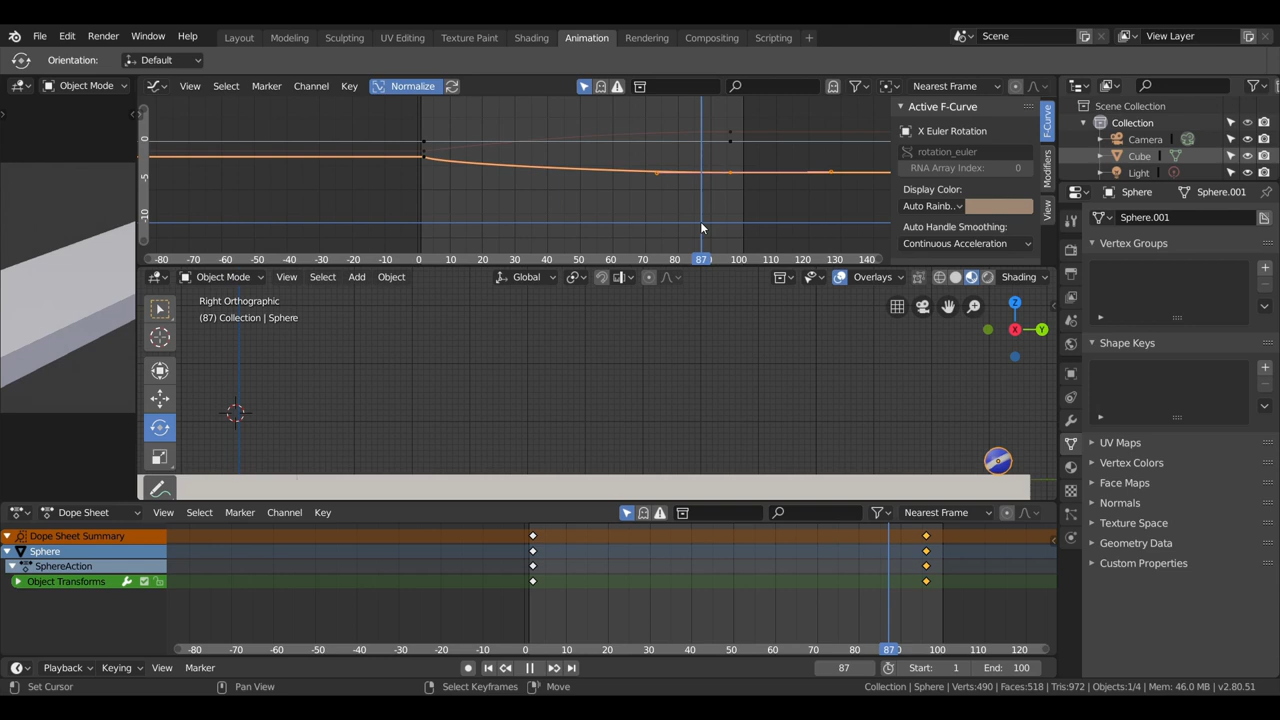 File Edit Render Window Help Layout Modeling Sculpting UV Editing Texture Paint Shading Animation Rendering Compositing Scripting + Scene View Layer
Orientation: Default
Object Mode View Select Marker Channel Key Normalize Nearest Frame
Active F-Curve
X Euler Rotation
rotation_euler
RNA Array Index: 0
Display Color:
Auto Rainb..
Auto Handle Smoothing:
Continuous Acceleration
F-Curve
Modifiers
View
0
-5
-10
-80 -70 -60 -50 -40 -30 -20 -10 0 10 20 30 40 50 60 70 80 87 100 110 120 130 140
Scene Collection
Collection
Camera
Cube
Light
Sphere Sphere.001
Sphere.001
Vertex Groups
Shape Keys
UV Maps
Vertex Colors
Face Maps
Normals
Texture Space
Geometry Data
Custom Properties
Object Mode View Select Add Object Global Overlays Shading
Right Orthographic
(87) Collection | Sphere
Z
X
Y
Dope Sheet View Select Marker Channel Key Nearest Frame
Dope Sheet Summary
Sphere
SphereAction
Object Transforms
-80 -70 -60 -50 -40 -30 -20 -10 0 10 20 30 40 50 60 70 80 87 100 110 120
Playback Keying View Marker 87 Start: 1 End: 100
Set Cursor Pan View Select Keyframes Move Collection | Sphere | Verts:490 | Faces:518 | Tris:972 | Objects:1/4 | Mem: 46.0 MB | v2.80.51